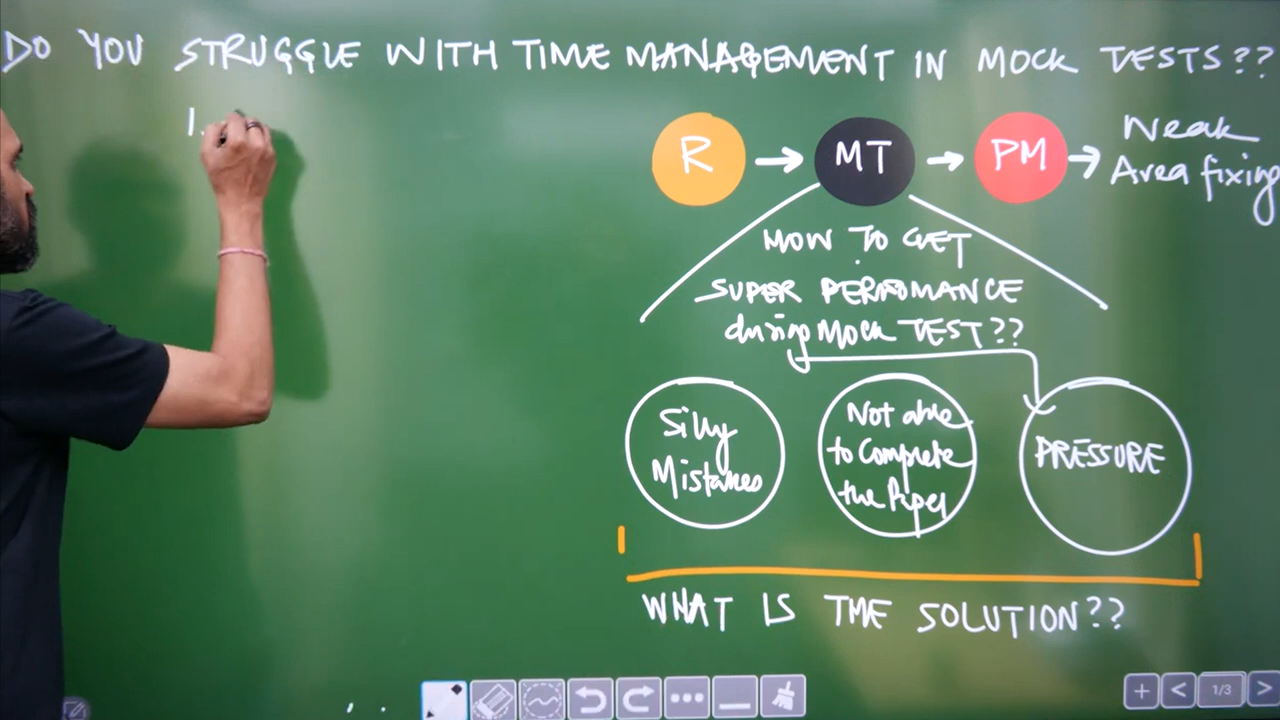 DO YOU STRUGGLE WITH TIME MANAGEMENT IN MOCK TESTS??
1.
R → MT → PM → Weak
Area fixing
HOW TO GET
SUPER PERFOMANCE
during MOCK TEST??
Silly
Mistakes
Not able
to Complete
the Paper
PRESSURE
WHAT IS THE SOLUTION??
1/3